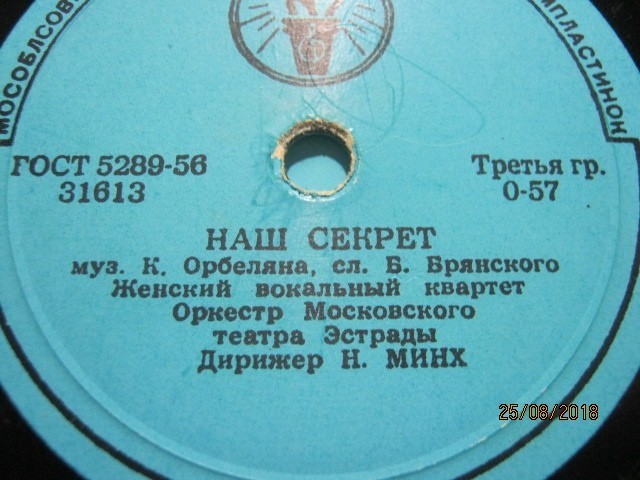 МОСОБЛСОВ
МПЛАСТИНОК
ГОСТ 5289-56
31613
Третья гр.
0-57
НАШ СЕКРЕТ
муз. К. Орбеляна, сл. Б. Брянского
Женский вокальный квартет
Оркестр Московского
театра Эстрады
Дирижер Н. МИНХ
25/08/2018